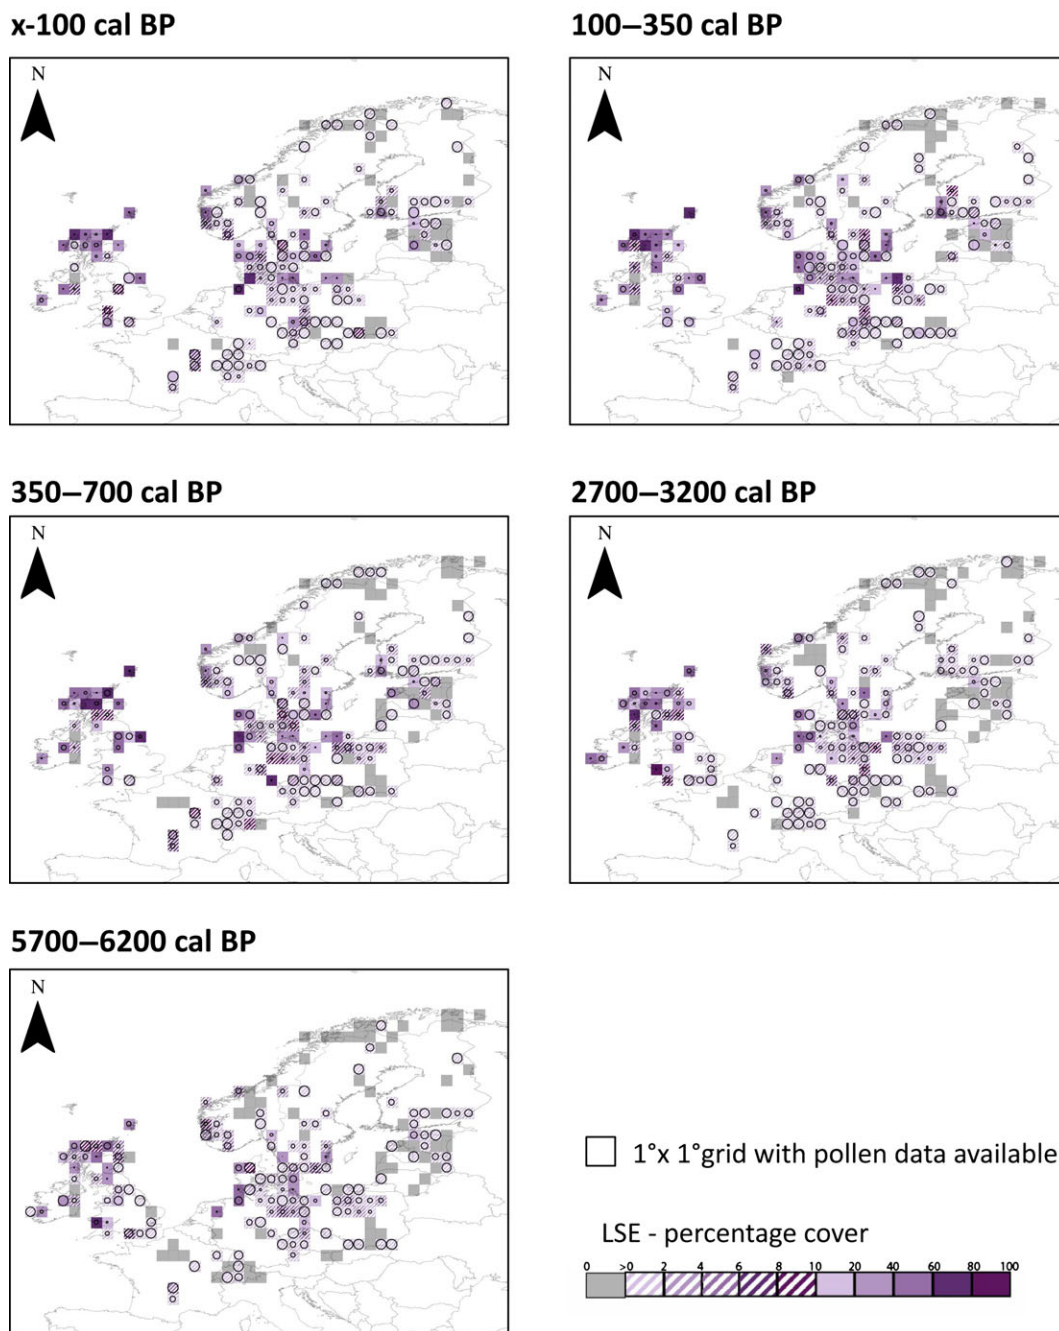 x-100 cal BP
100–350 cal BP
N
N
350–700 cal BP
2700–3200 cal BP
N
N
5700–6200 cal BP
N
1°x 1°grid with pollen data available
LSE - percentage cover
0 >0 2 4 6 8 10 20 40 60 80 100